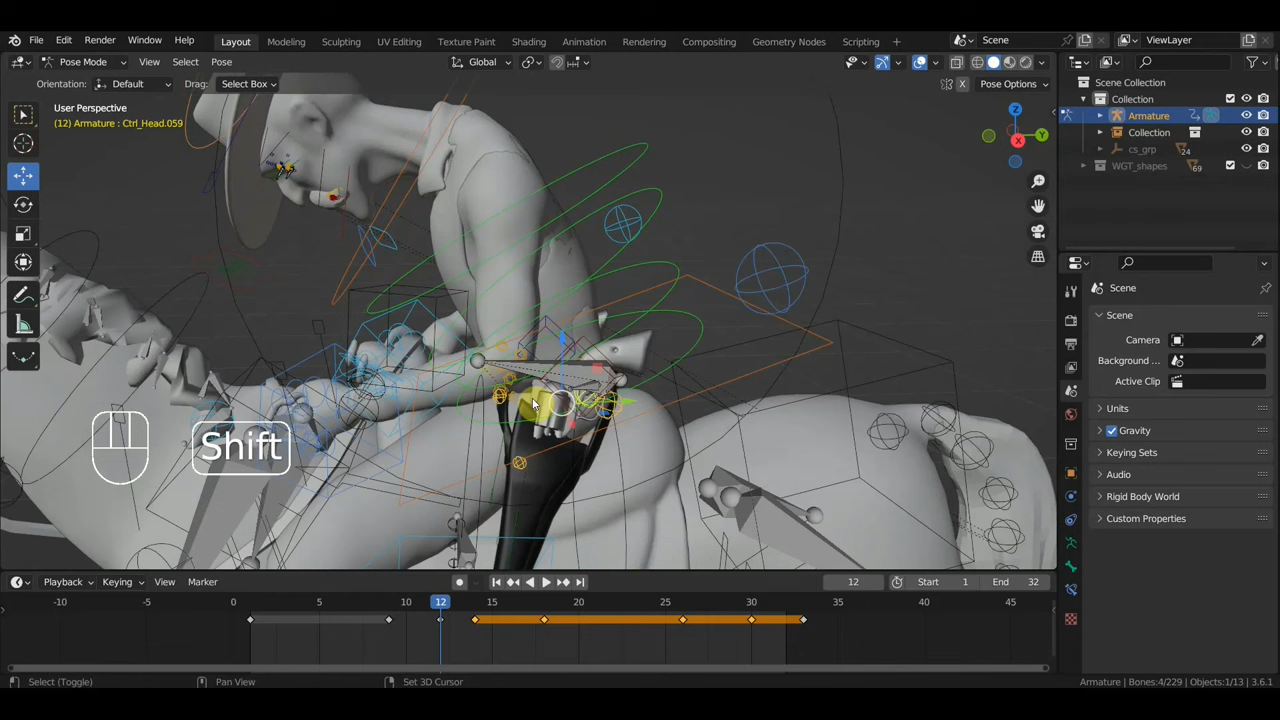 File Edit Render Window Help Layout Modeling Sculpting UV Editing Texture Paint Shading Animation Rendering Compositing Geometry Nodes Scripting + Scene ViewLayer
Pose Mode View Select Pose Global
Orientation: Default Drag: Select Box X Pose Options
User Perspective
(12) Armature : Ctrl_Head.059
Shift
Scene Collection
Collection
Armature
Collection
cs_grp 24
WGT_shapes 69
Scene
Scene
Camera
Background ...
Active Clip
Units
Gravity
Keying Sets
Audio
Rigid Body World
Custom Properties
Playback Keying View Marker 12 Start 1 End 32
-10 -5 0 5 10 12 15 20 25 30 35 40 45
Select (Toggle) Pan View Set 3D Cursor Armature | Bones:4/229 | Objects:1/13 | 3.6.1